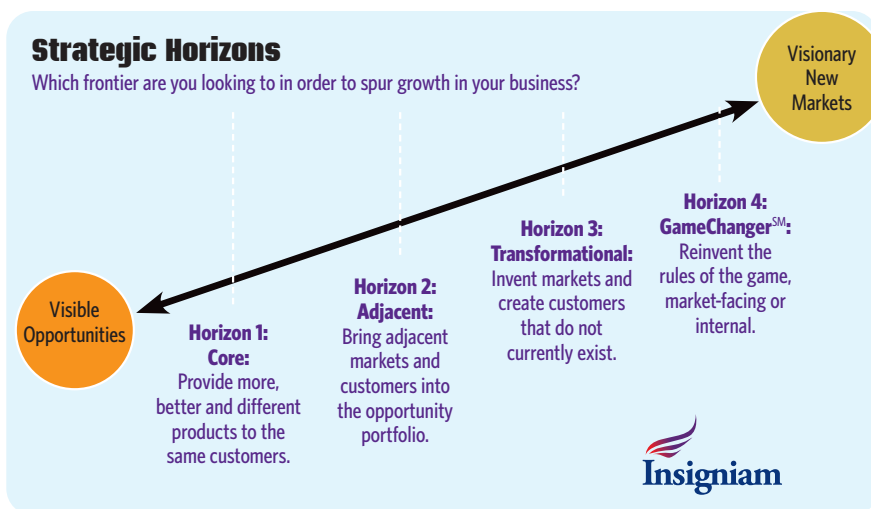 Strategic Horizons
Which frontier are you looking to in order to spur growth in your business?
Visionary
New
Markets
Visible
Opportunities
Horizon 1:
Core:
Provide more,
better and different
products to the
same customers.
Horizon 2:
Adjacent:
Bring adjacent
markets and
customers into
the opportunity
portfolio.
Horizon 3:
Transformational:
Invent markets and
create customers
that do not
currently exist.
Horizon 4:
GameChanger℠:
Reinvent the
rules of the game,
market-facing or
internal.
Insigniam